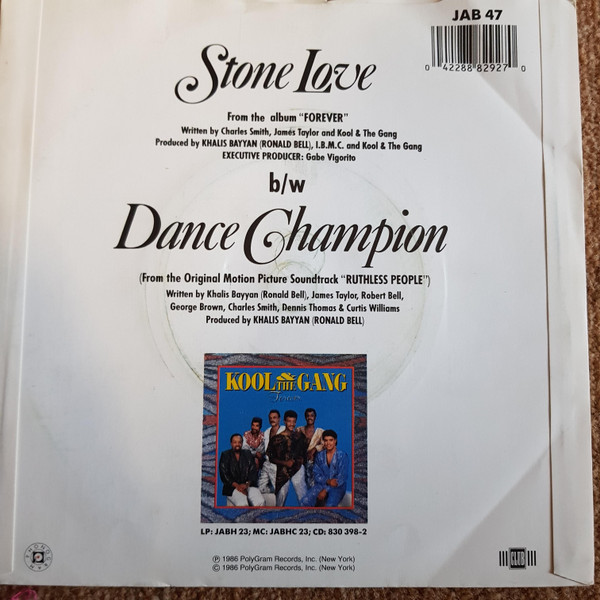 JAB 47
0 42288 82927 0
Stone Love
From the album "FOREVER"
Written by Charles Smith, James Taylor and Kool & The Gang
Produced by KHALIS BAYYAN (RONALD BELL), I.B.M.C. and Kool & The Gang
EXECUTIVE PRODUCER: Gabe Vigorito
b/w
Dance Champion
(From the Original Motion Picture Soundtrack "RUTHLESS PEOPLE")
Written by Khalis Bayyan (Ronald Bell), James Taylor, Robert Bell,
George Brown, Charles Smith, Dennis Thomas & Curtis Williams
Produced by KHALIS BAYYAN (RONALD BELL)
KOOL & THE GANG
Forever
LP: JABH 23; MC: JABHC 23; CD: 830 398-2
℗ 1986 PolyGram Records, Inc. (New York)
© 1986 PolyGram Records, Inc. (New York)
CLUB